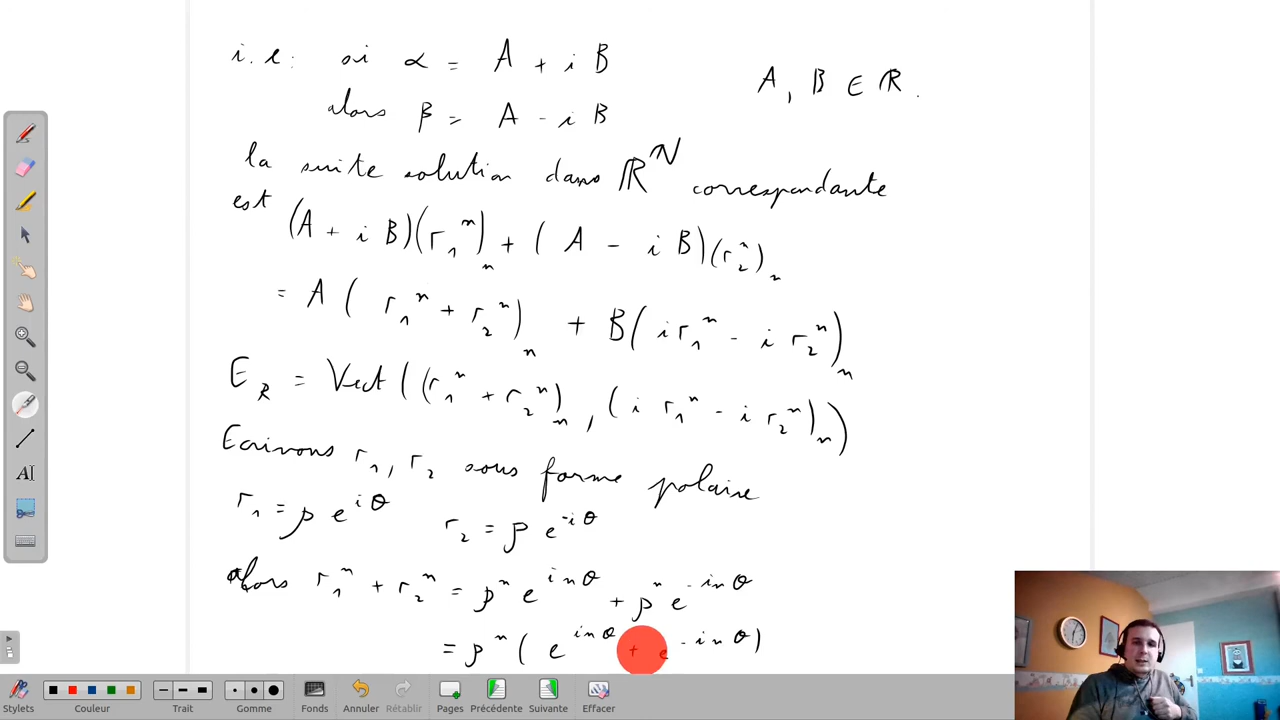 i.e: si α = A + i B
A, B ∈ ℝ.
alors β = A - i B
la suite solution dans ℝ^ℕ correspondante
est (A + i B)(r₁ⁿ)ₙ + (A - i B)(r₂ⁿ)ₙ
= A(r₁ⁿ + r₂ⁿ)ₙ + B(i r₁ⁿ - i r₂ⁿ)ₙ
E_ℝ = Vect((r₁ⁿ + r₂ⁿ)ₙ, (i r₁ⁿ - i r₂ⁿ)ₙ)
Ecrivons r₁, r₂ sous forme polaire
r₁ = ρ e^{iθ} r₂ = ρ e^{-iθ}
alors r₁ⁿ + r₂ⁿ = ρⁿ e^{inθ} + ρⁿ e^{-inθ}
= ρⁿ(e^{inθ} + e^{-inθ})
AI
Stylets
Couleur
Trait
Gomme
Fonds
Annuler
Rétablir
Pages
Précédente
Suivante
Effacer